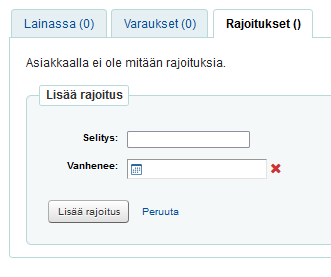 Lainassa (0) Varaukset (0) Rajoitukset ()
Asiakkaalla ei ole mitään rajoituksia.
Lisää rajoitus
Selitys:
Vanhenee:
Lisää rajoitus Peruuta